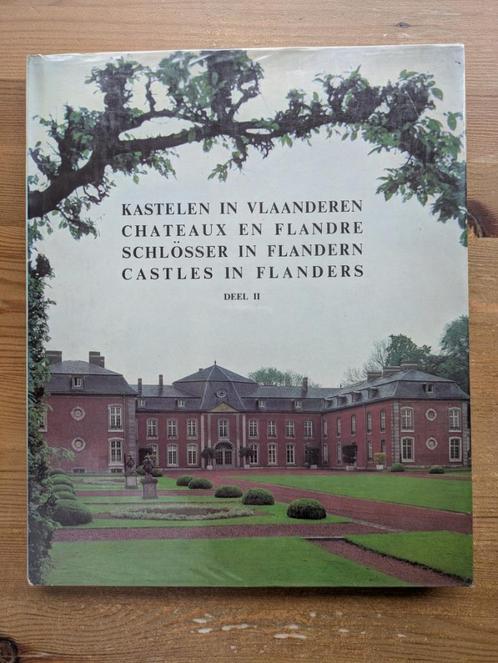 KASTELEN IN VLAANDEREN
CHATEAUX EN FLANDRE
SCHLÖSSER IN FLANDERN
CASTLES IN FLANDERS
DEEL II